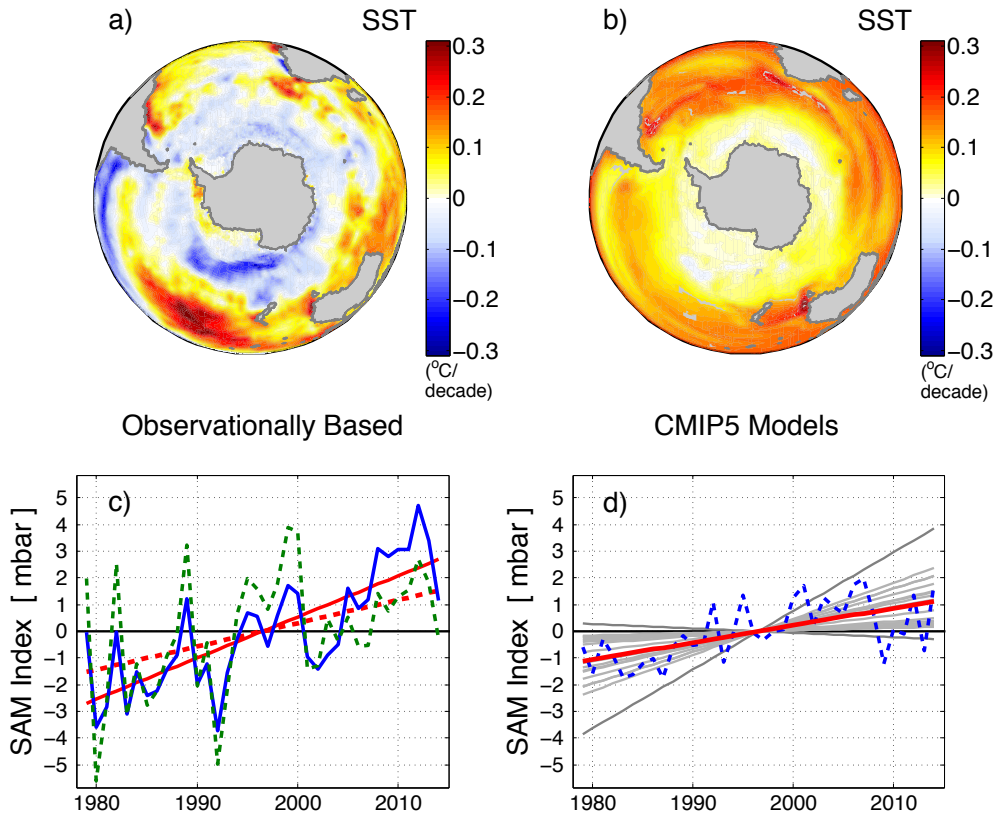 a) SST
0.3
0.2
0.1
0
−0.1
−0.2
−0.3
(°C/
decade)
b) SST
0.3
0.2
0.1
0
−0.1
−0.2
−0.3
(°C/
decade)
Observationally Based
CMIP5 Models
c)
SAM Index [ mbar ]
5
4
3
2
1
0
−1
−2
−3
−4
−5
1980 1990 2000 2010
d)
SAM Index [ mbar ]
5
4
3
2
1
0
−1
−2
−3
−4
−5
1980 1990 2000 2010